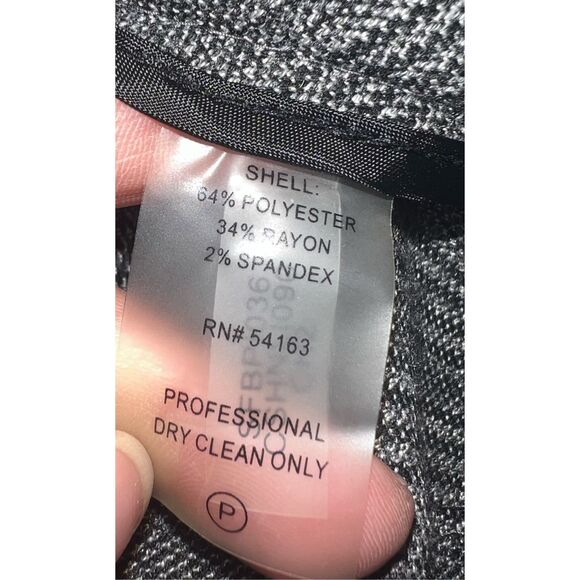 SHELL:
64% POLYESTER
34% RAYON
2% SPANDEX
RN# 54163
PROFESSIONAL
DRY CLEAN ONLY
P